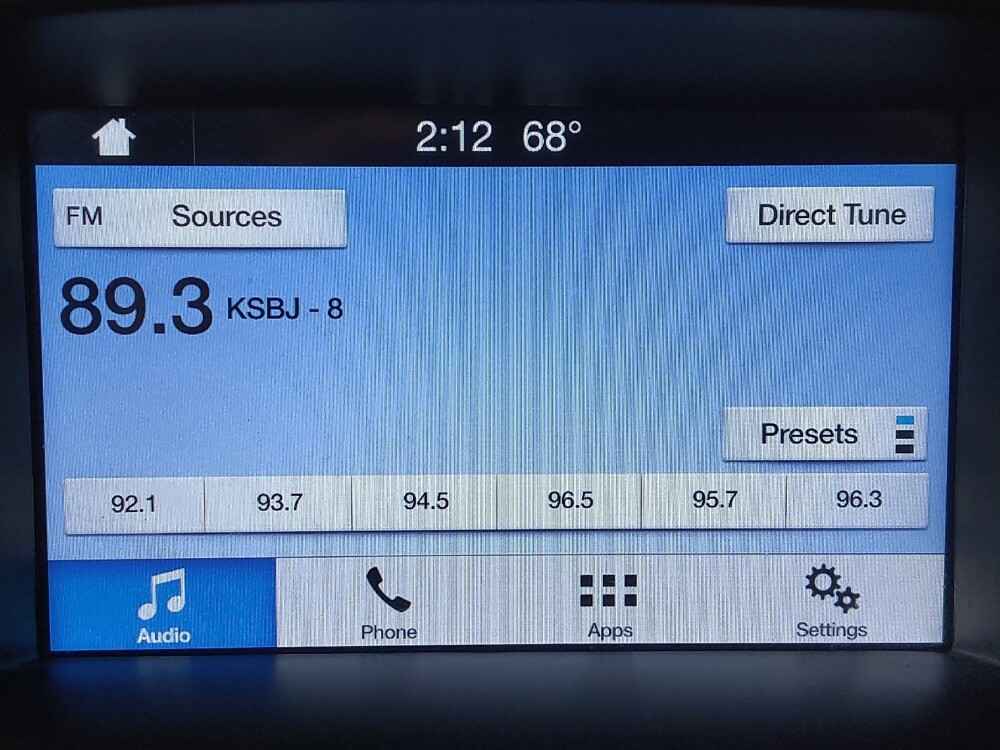 2:12 68°
FM Sources
Direct Tune
89.3 KSBJ - 8
Presets
92.1 93.7 94.5 96.5 95.7 96.3
Audio Phone Apps Settings